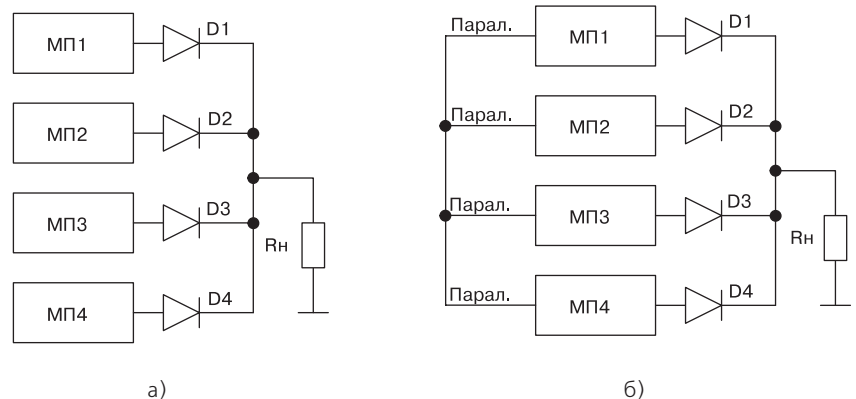 МП1
D1
МП2
D2
МП3
D3
Rн
МП4
D4
а)
Парал.
МП1
D1
Парал.
МП2
D2
Парал.
МП3
D3
Rн
Парал.
МП4
D4
б)